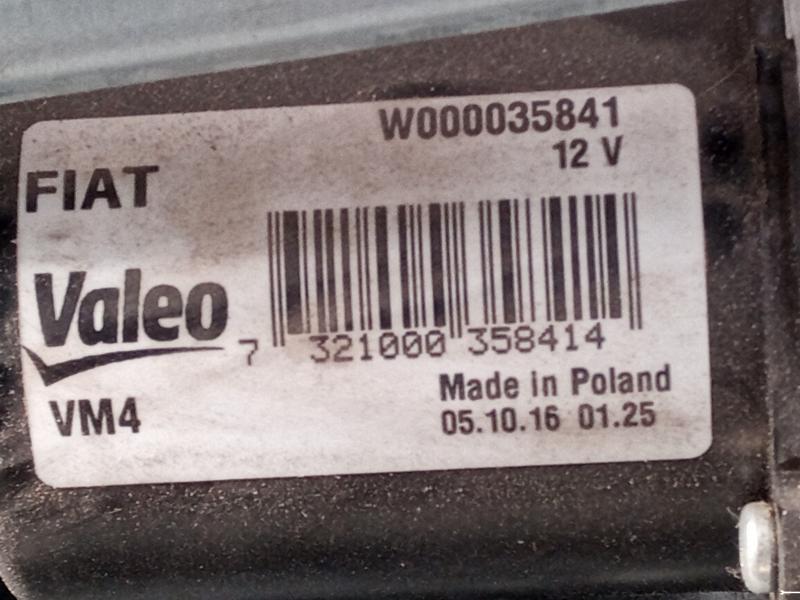 W000035841
12 V
FIAT
Valeo
7 321000 358414
VM4
Made in Poland
05.10.16 01.25